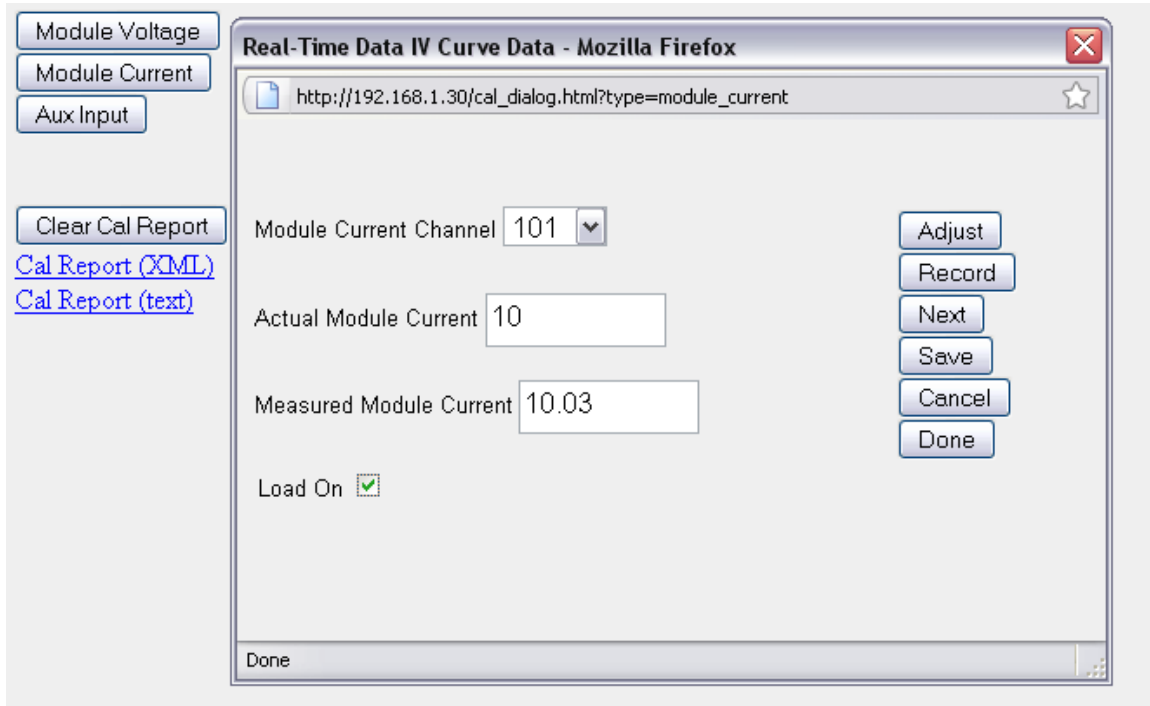 Module Voltage
Module Current
Aux Input
Clear Cal Report
Cal Report (XML)
Cal Report (text)
Real-Time Data IV Curve Data - Mozilla Firefox
http://192.168.1.30/cal_dialog.html?type=module_current
Module Current Channel 101
Actual Module Current 10
Measured Module Current 10.03
Load On
Adjust
Record
Next
Save
Cancel
Done
Done